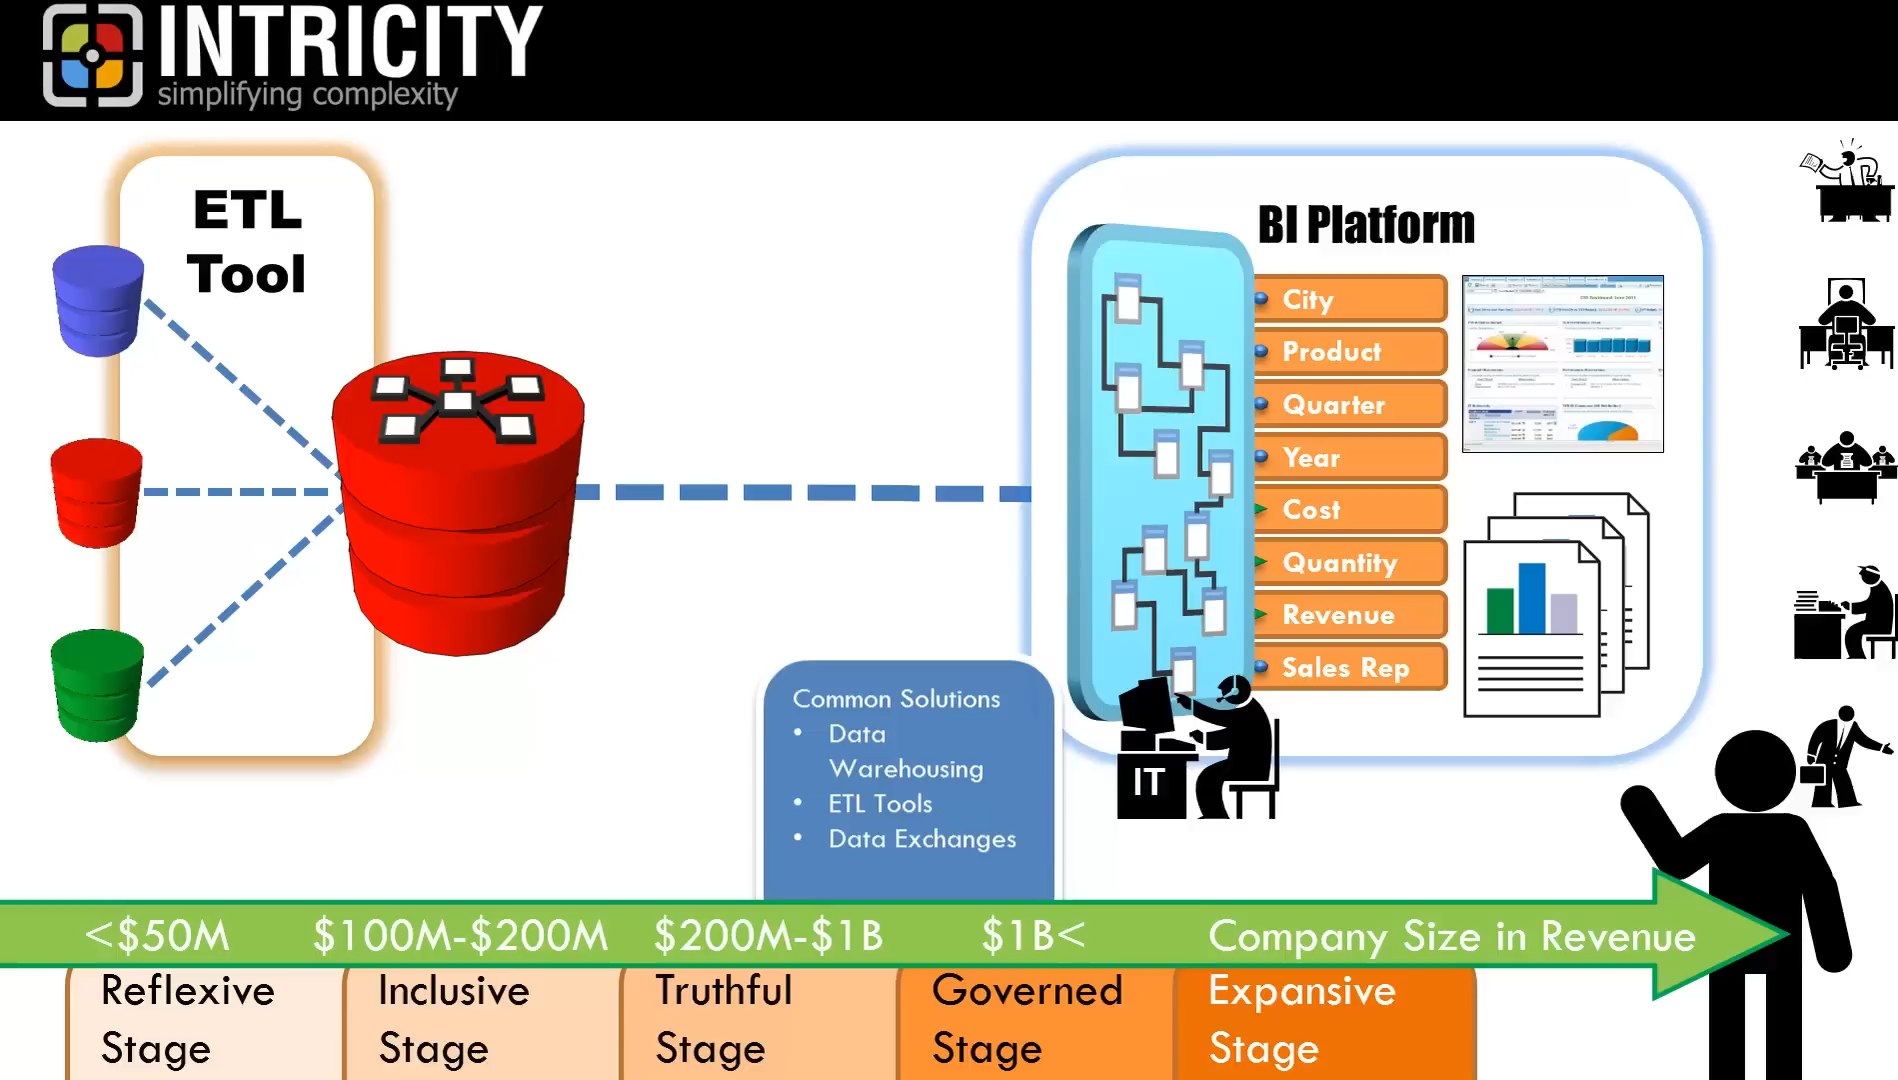 INTRICITY
simplifying complexity
ETL
Tool
BI Platform
City
Product
Quarter
Year
Cost
Quantity
Revenue
Sales Rep
IT
Common Solutions
• Data
Warehousing
• ETL Tools
• Data Exchanges
<$50M $100M-$200M $200M-$1B $1B< Company Size in Revenue
Reflexive
Stage
Inclusive
Stage
Truthful
Stage
Governed
Stage
Expansive
Stage